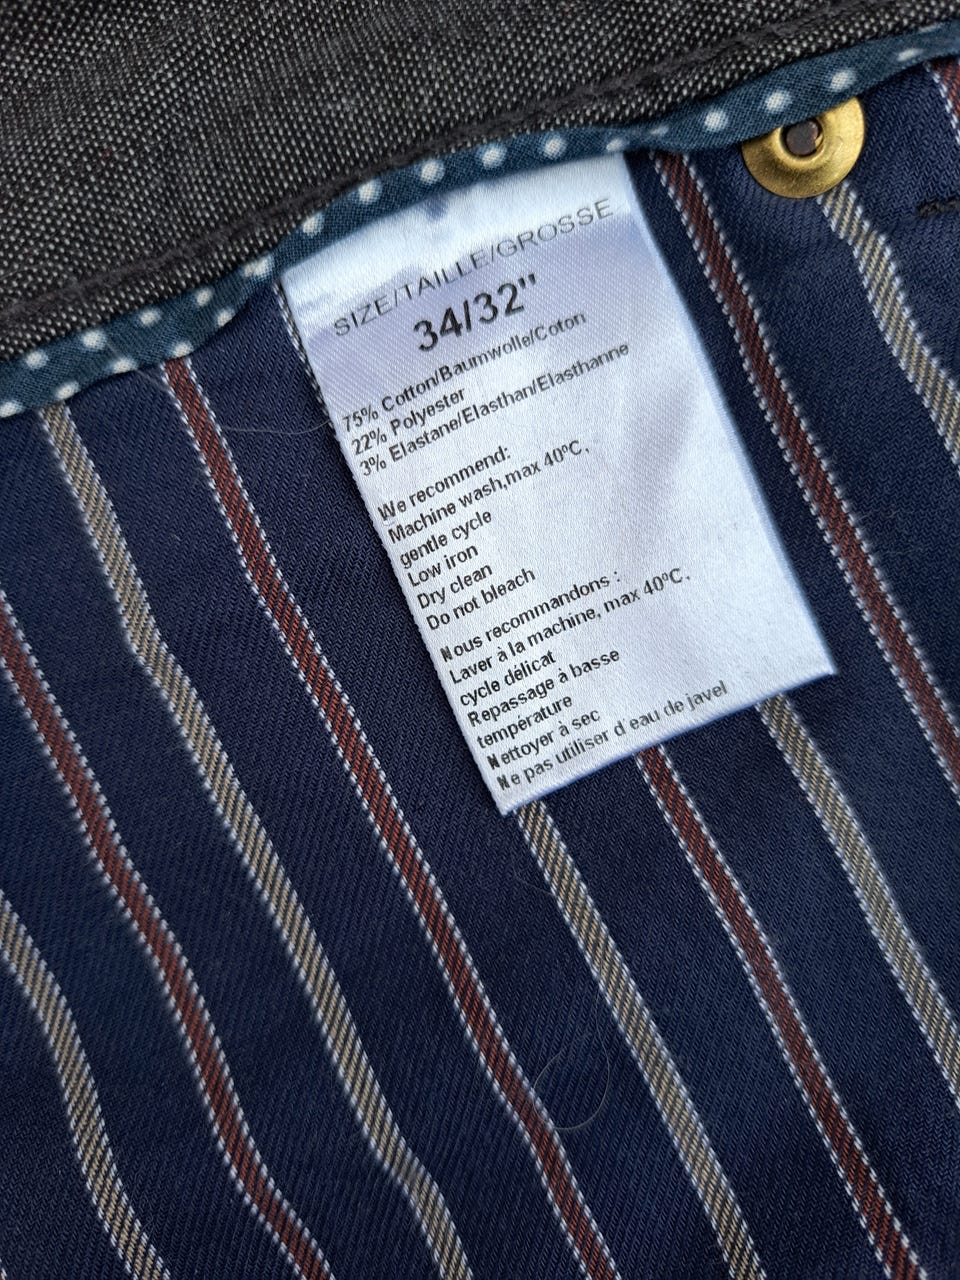 SIZE/TAILLE/GROSSE
34/32"
75% Cotton/Baumwolle/Coton
22% Polyester
3% Elastane/Elasthan/Elasthanne
We recommend:
Machine wash,max 40ºC,
gentle cycle
Low iron
Dry clean
Do not bleach
Nous recommandons :
Laver à la machine, max 40ºC,
cycle délicat
Repassage à basse
température
Nettoyer à sec
Ne pas utiliser d'eau de javel